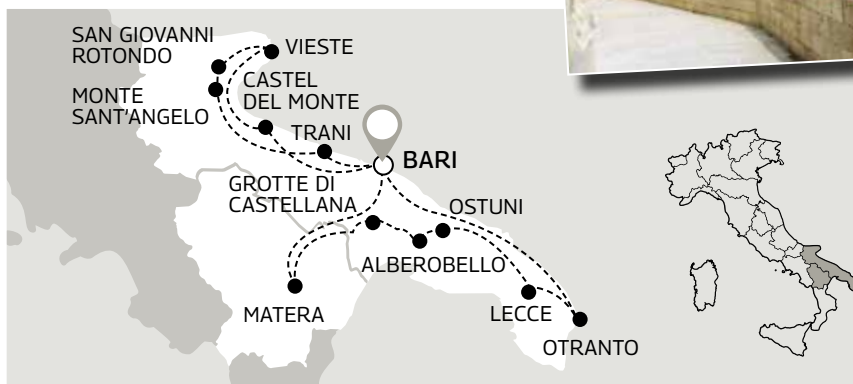 SAN GIOVANNI
ROTONDO
VIESTE
MONTE
SANT'ANGELO
CASTEL
DEL MONTE
TRANI
BARI
GROTTE DI
CASTELLANA
OSTUNI
ALBEROBELLO
MATERA
LECCE
OTRANTO